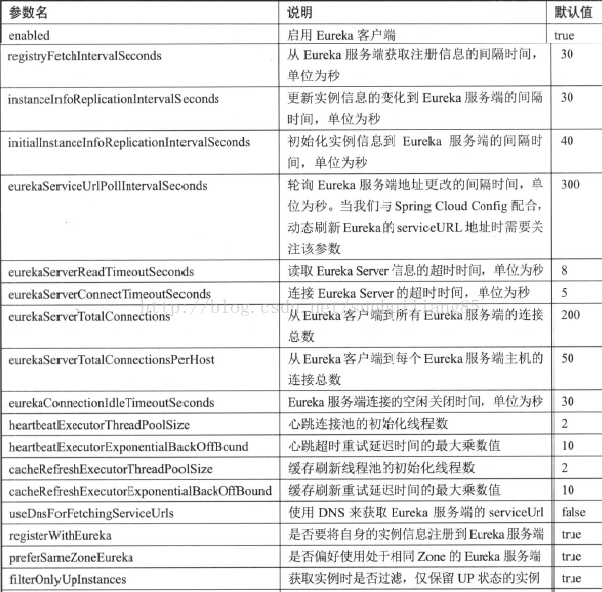 参数名 说明 默认值
enabled 启用 Eureka 客户端 true
registryFetchIntervalSeconds 从 Eureka 服务端获取注册信息的间隔时间， 30
单位为秒
instanceInfoReplicationIntervalSeconds 更新实例信息的变化到 Eureka 服务端的间隔 30
时间，单位为秒
initialInstanceInfoReplicationIntervalSeconds 初始化实例信息到 Eureka 服务端的间隔时 40
间，单位为秒
eurekaServiceUrlPollIntervalSeconds 轮询 Eureka 服务端地址更改的间隔时间，单 300
位为秒。当我们与 Spring Cloud Config 配合，
动态刷新 Eureka 的 serviceURL 地址时需要关
注该参数
eurekaServerReadTimeoutSeconds 读取 Eureka Server 信息的超时时间，单位为秒 8
eurekaServerConnectTimeoutSeconds 连接 Eureka Server 的超时时间，单位为秒 5
eurekaServerTotalConnections 从 Eureka 客户端到所有 Eureka 服务端的连接 200
总数
eurekaServerTotalConnectionsPerHost 从 Eureka 客户端到每个 Eureka 服务端主机的 50
连接总数
eurekaConnectionIdleTimeoutSeconds Eureka 服务端连接的空闲关闭时间，单位为秒 30
heartbeatExecutorThreadPoolSize 心跳连接池的初始化线程数 2
heartbeatExecutorExponentialBackOffBound 心跳超时重试延迟时间的最大乘数值 10
cacheRefreshExecutorThreadPoolSize 缓存刷新线程池的初始化线程数 2
cacheRefreshExecutorExponentialBackOffBound 缓存刷新重试延迟时间的最大乘数值 10
useDnsForFetchingServiceUrls 使用 DNS 来获取 Eureka 服务端的 serviceUrl false
registerWithEureka 是否要将自身的实例信息注册到 Eureka 服务端 true
preferSameZoneEureka 是否偏好使用处于相同 Zone 的 Eureka 服务端 true
filterOnlyUpInstances 获取实例时是否过滤，仅保留 UP 状态的实例 true